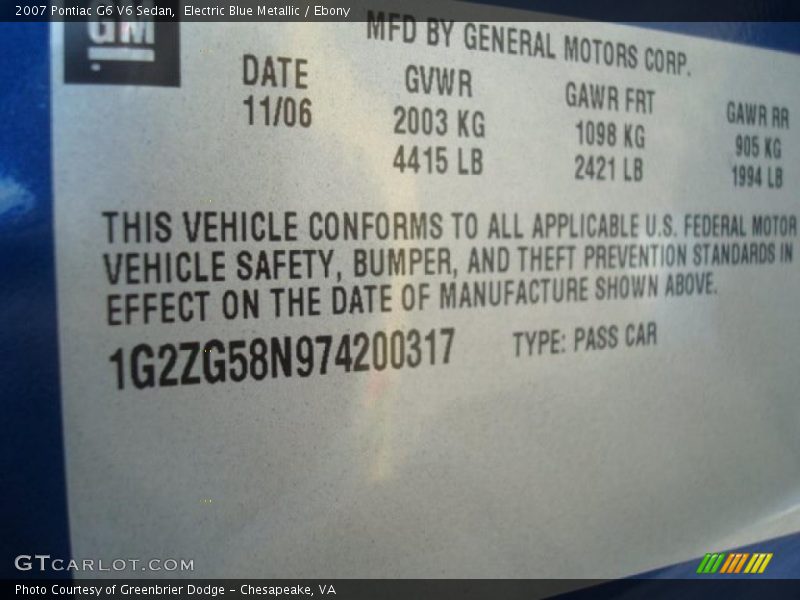 2007 Pontiac G6 V6 Sedan, Electric Blue Metallic / Ebony
GM
MFD BY GENERAL MOTORS CORP.
DATE GVWR GAWR FRT GAWR RR
11/06 2003 KG 1098 KG 905 KG
4415 LB 2421 LB 1994 LB
THIS VEHICLE CONFORMS TO ALL APPLICABLE U.S. FEDERAL MOTOR
VEHICLE SAFETY, BUMPER, AND THEFT PREVENTION STANDARDS IN
EFFECT ON THE DATE OF MANUFACTURE SHOWN ABOVE.
1G2ZG58N974200317 TYPE: PASS CAR
GTCARLOT.COM
Photo Courtesy of Greenbrier Dodge - Chesapeake, VA